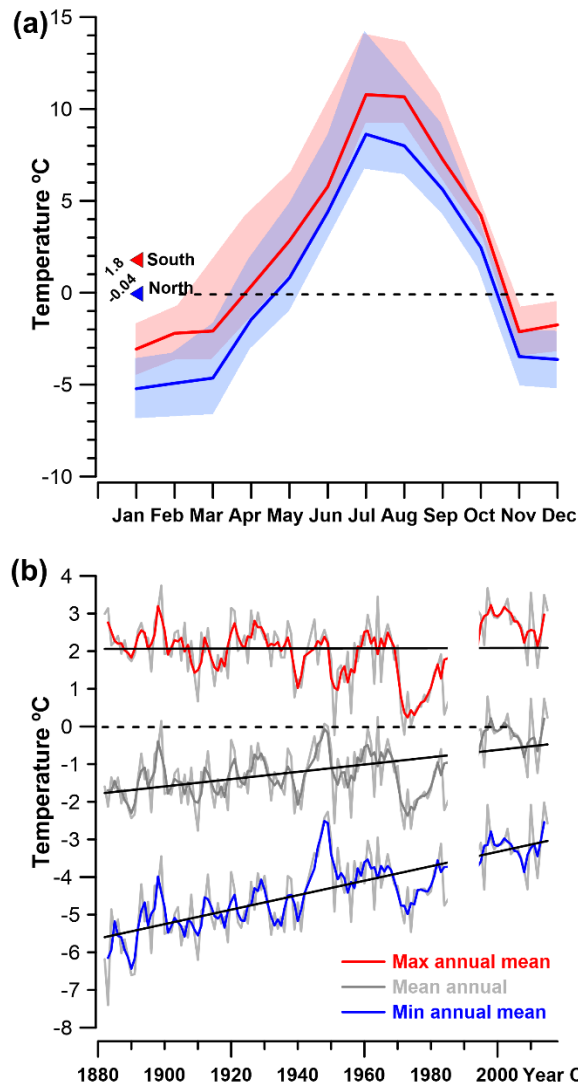 (a)
15
10
5
0
-5
-10
Temperature ºC
1.8 South
-0.04 North
Jan Feb Mar Apr May Jun Jul Aug Sep Oct Nov Dec
(b)
4
3
2
1
0
-1
-2
-3
-4
-5
-6
-7
-8
Temperature ºC
Max annual mean
Mean annual
Min annual mean
1880 1900 1920 1940 1960 1980 2000 Year C